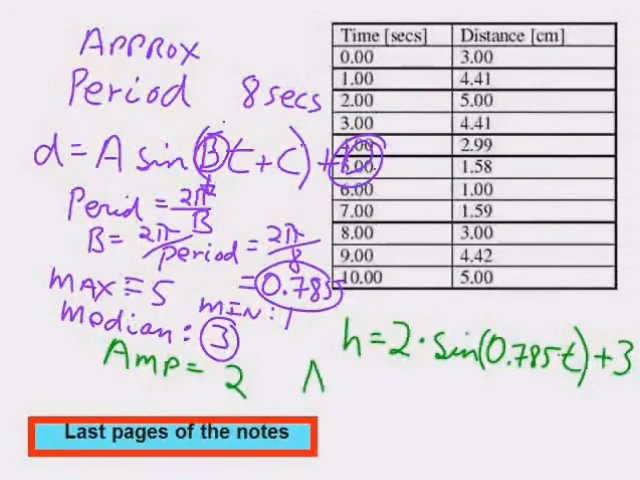 Approx
Period 8secs
d = A sin(Bt + C) + D
Perid = 2π/B
B = 2π/period = 2π/8
= 0.785
MAX = 5 MIN: 1
median: 3
Amp = 2
Time [secs] Distance [cm]
0.00 3.00
1.00 4.41
2.00 5.00
3.00 4.41
4.00 2.99
5.00 1.58
6.00 1.00
7.00 1.59
8.00 3.00
9.00 4.42
10.00 5.00
h = 2 · sin(0.785t) + 3
Last pages of the notes